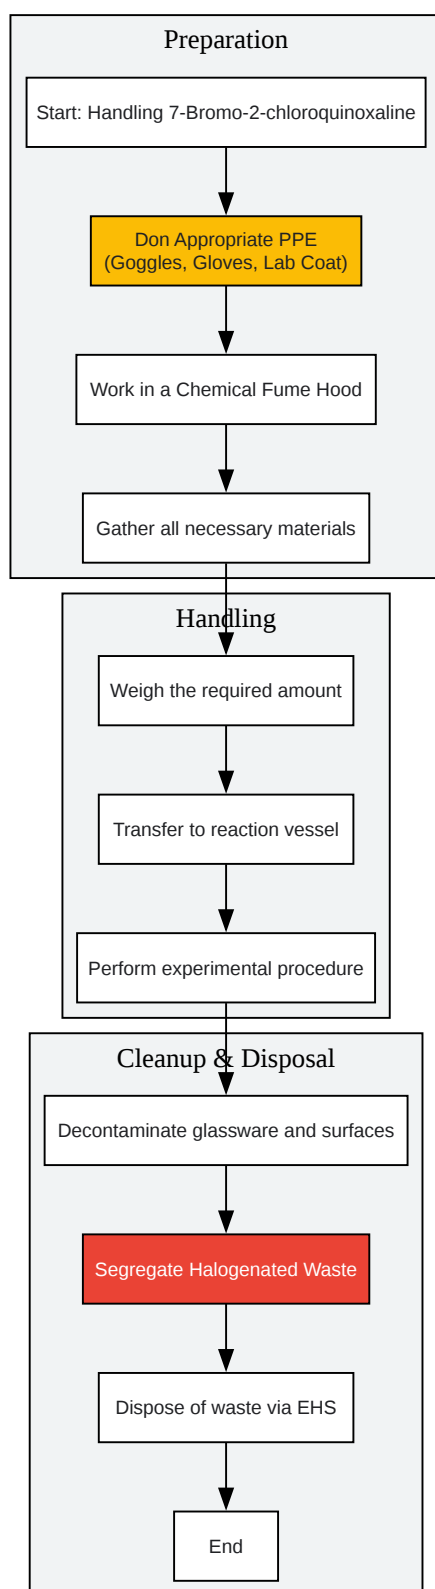 Preparation
Start: Handling 7-Bromo-2-chloroquinoxaline
Don Appropriate PPE
(Goggles, Gloves, Lab Coat)
Work in a Chemical Fume Hood
Gather all necessary materials
Handling
Weigh the required amount
Transfer to reaction vessel
Perform experimental procedure
Cleanup & Disposal
Decontaminate glassware and surfaces
Segregate Halogenated Waste
Dispose of waste via EHS
End